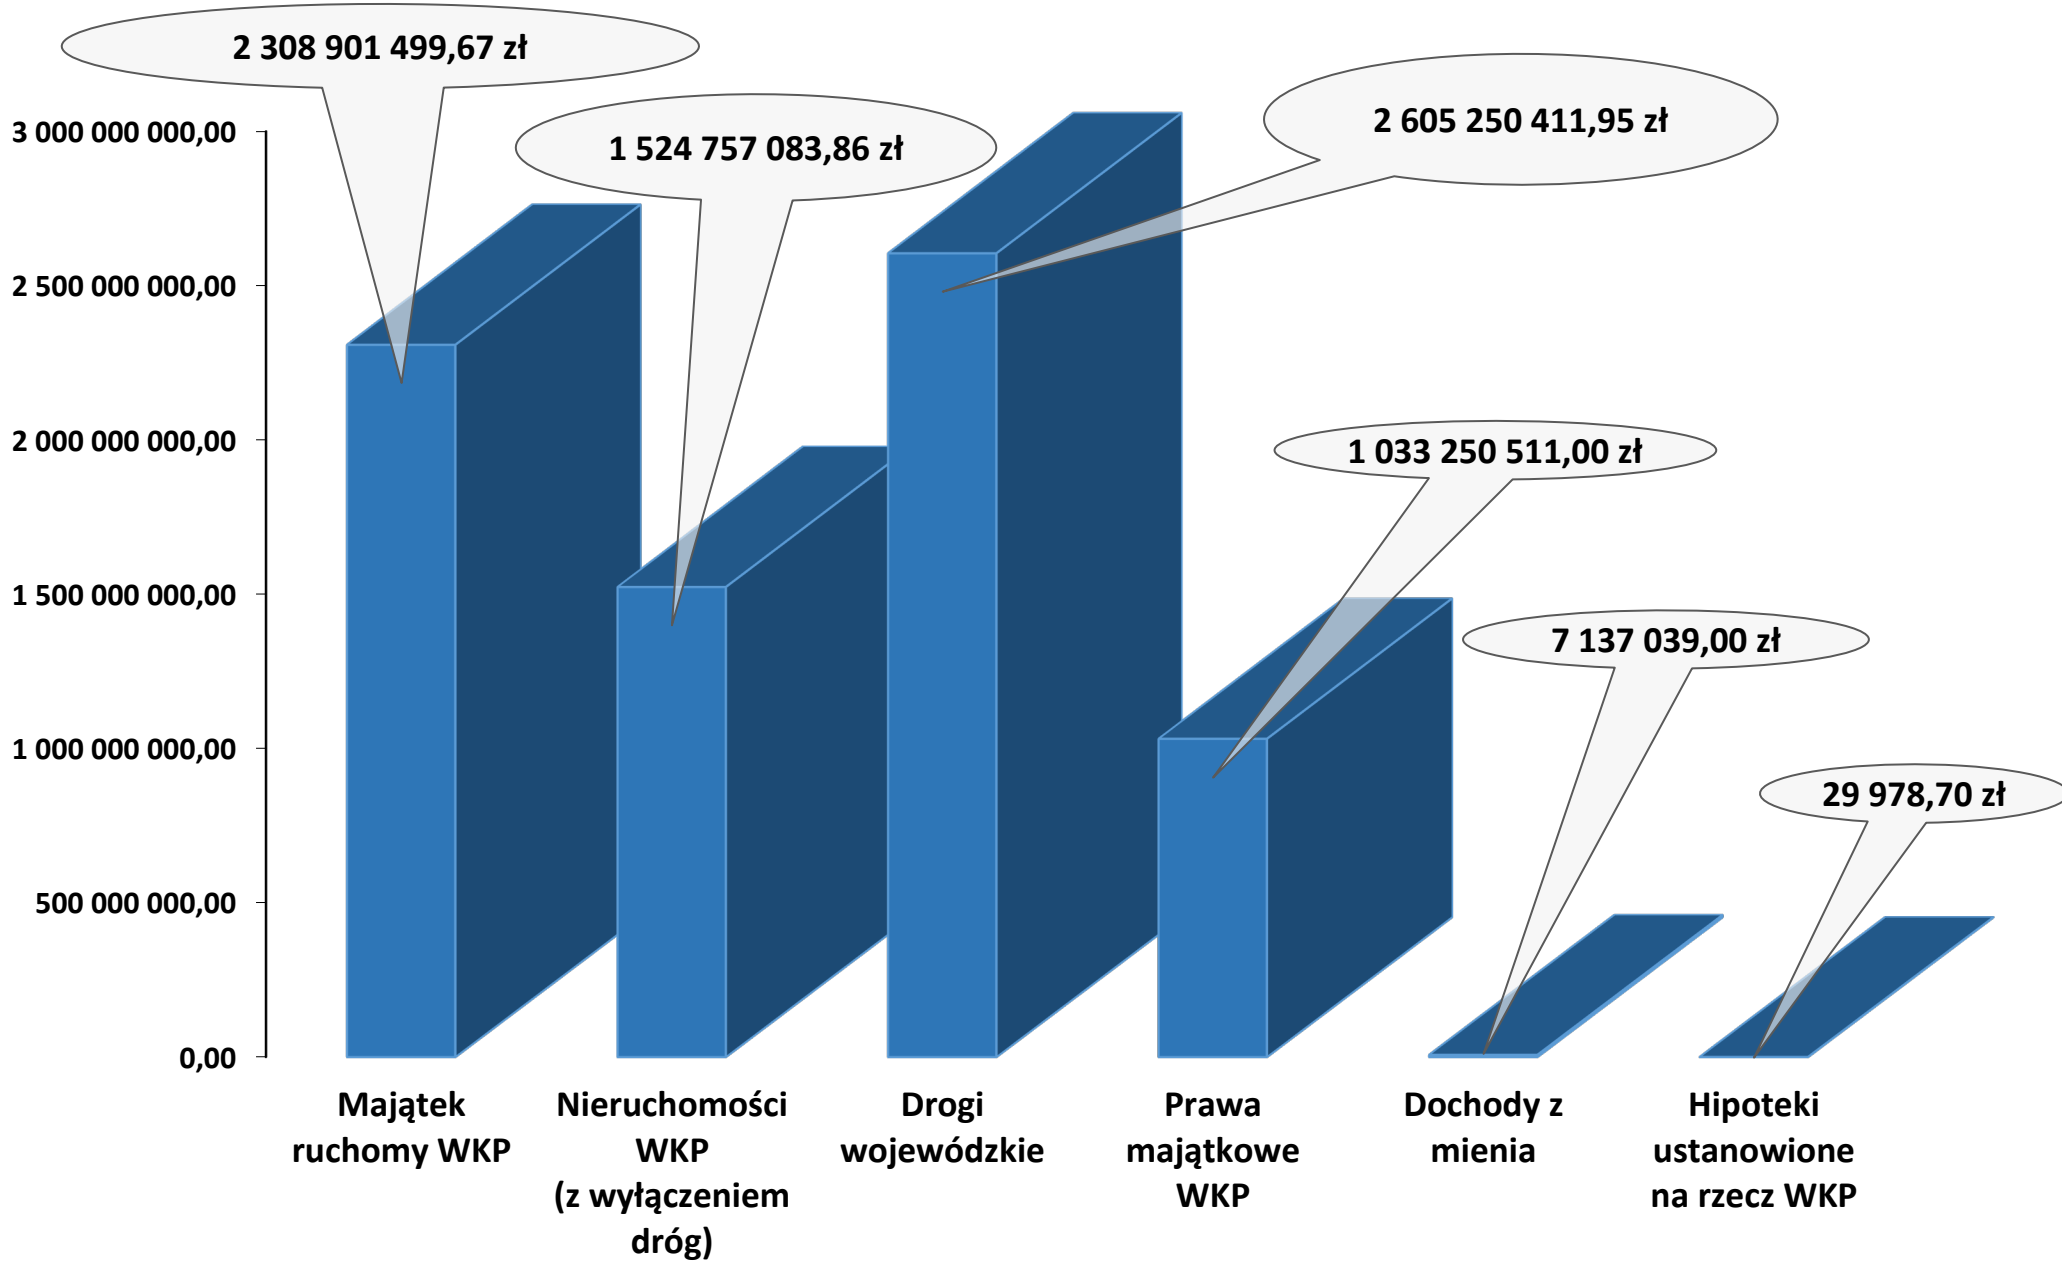 2 308 901 499,67 zł
1 524 757 083,86 zł
2 605 250 411,95 zł
1 033 250 511,00 zł
7 137 039,00 zł
29 978,70 zł
3 000 000 000,00
2 500 000 000,00
2 000 000 000,00
1 500 000 000,00
1 000 000 000,00
500 000 000,00
0,00
Majątek
ruchomy WKP
Nieruchomości
WKP
(z wyłączeniem
dróg)
Drogi
wojewódzkie
Prawa
majątkowe
WKP
Dochody z
mienia
Hipoteki
ustanowione
na rzecz WKP